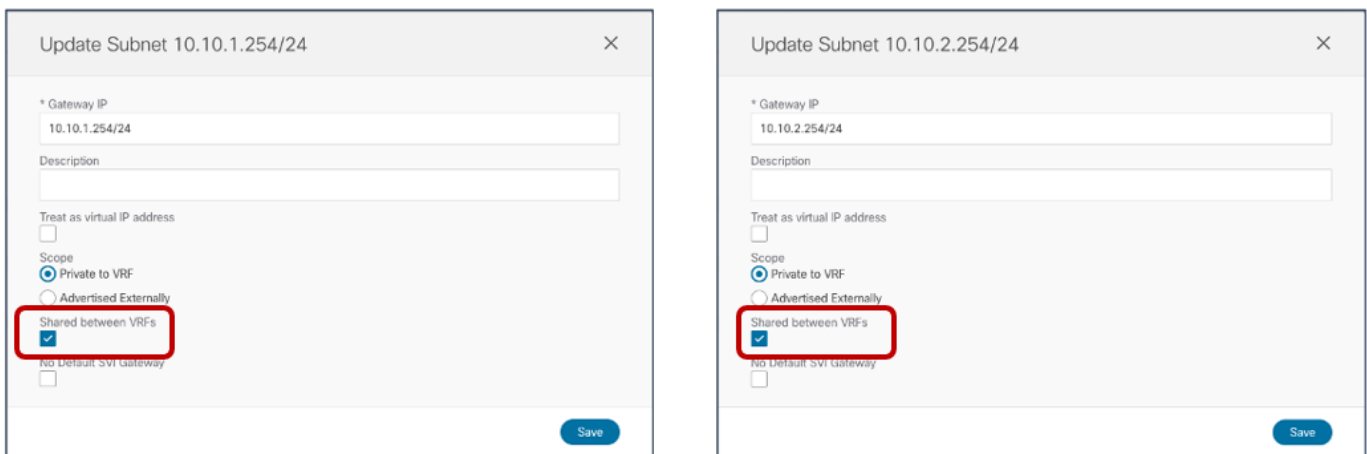 Update Subnet 10.10.1.254/24
* Gateway IP
10.10.1.254/24
Description
Treat as virtual IP address
Scope
Private to VRF
Advertised Externally
Shared between VRFs
No Default SVI Gateway
Save
Update Subnet 10.10.2.254/24
* Gateway IP
10.10.2.254/24
Description
Treat as virtual IP address
Scope
Private to VRF
Advertised Externally
Shared between VRFs
No Default SVI Gateway
Save